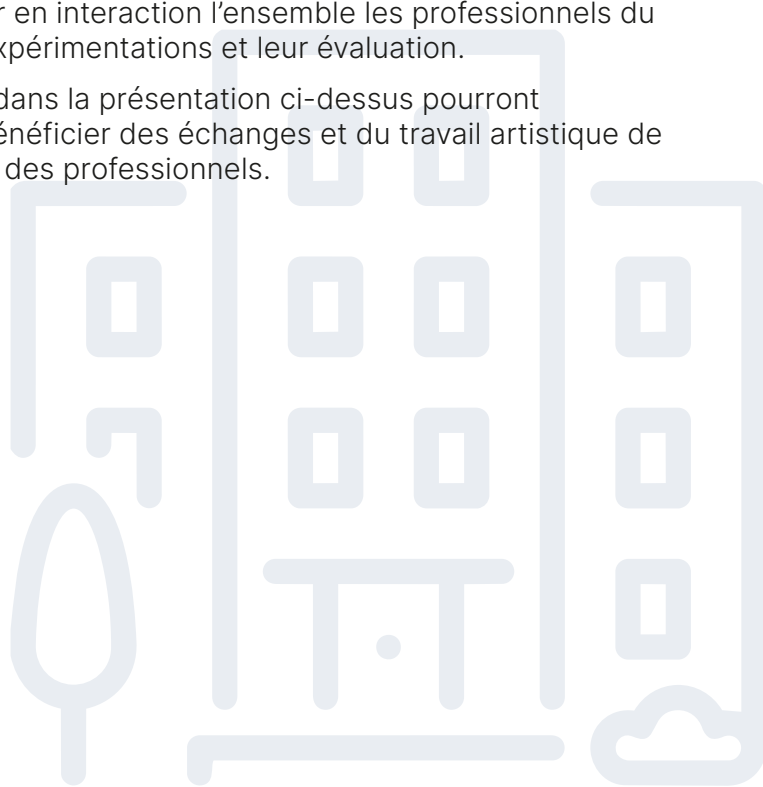 r en interaction l'ensemble les professionnels du
xpérimentations et leur évaluation.
dans la présentation ci-dessus pourront
énéficier des échanges et du travail artistique de
des professionnels.